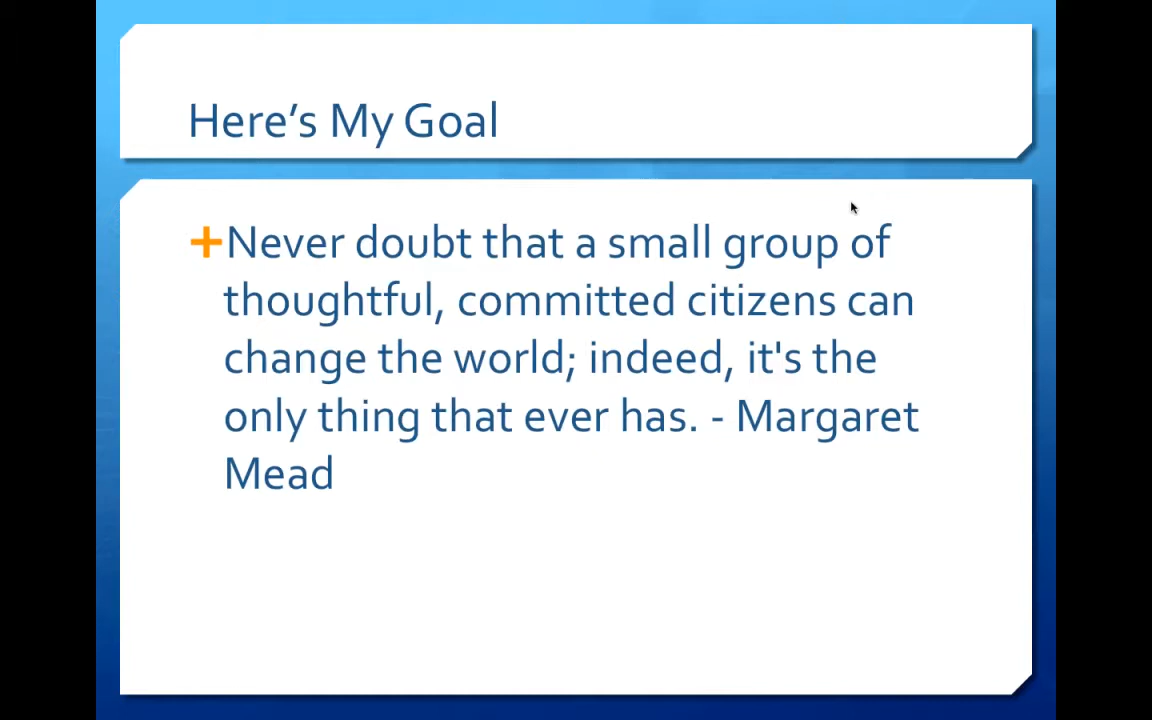 Here’s My Goal
+Never doubt that a small group of
thoughtful, committed citizens can
change the world; indeed, it's the
only thing that ever has. - Margaret
Mead